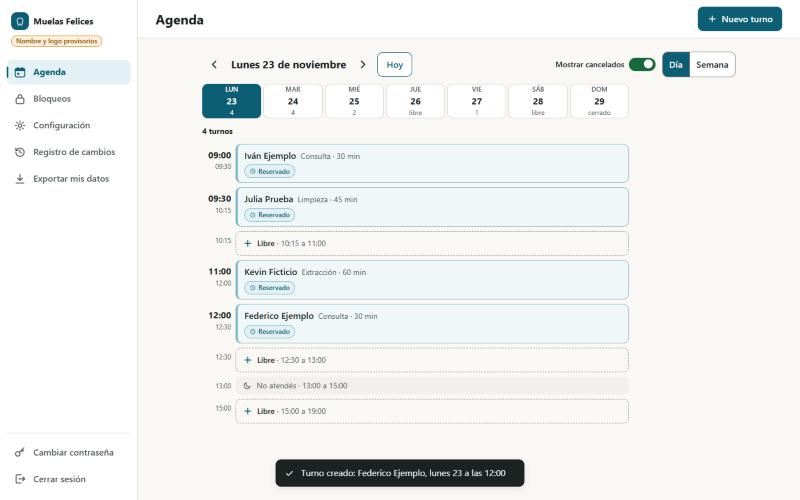 Muelas Felices
Nombre y logo provisorios
Agenda
Bloqueos
Configuración
Registro de cambios
Exportar mis datos
Cambiar contraseña
Cerrar sesión
Agenda
+ Nuevo turno
Lunes 23 de noviembre
Hoy
Mostrar cancelados
Día
Semana
LUN
23
4
MAR
24
4
MIÉ
25
2
JUE
26
libre
VIE
27
1
SÁB
28
libre
DOM
29
cerrado
4 turnos
09:00 Iván Ejemplo Consulta · 30 min
09:30 Reservado
09:30 Julia Prueba Limpieza · 45 min
10:15 Reservado
10:15 + Libre · 10:15 a 11:00
11:00 Kevin Ficticio Extracción · 60 min
12:00 Reservado
12:00 Federico Ejemplo Consulta · 30 min
12:30 Reservado
12:30 + Libre · 12:30 a 13:00
13:00 No atendés · 13:00 a 15:00
15:00 + Libre · 15:00 a 19:00
Turno creado: Federico Ejemplo, lunes 23 a las 12:00